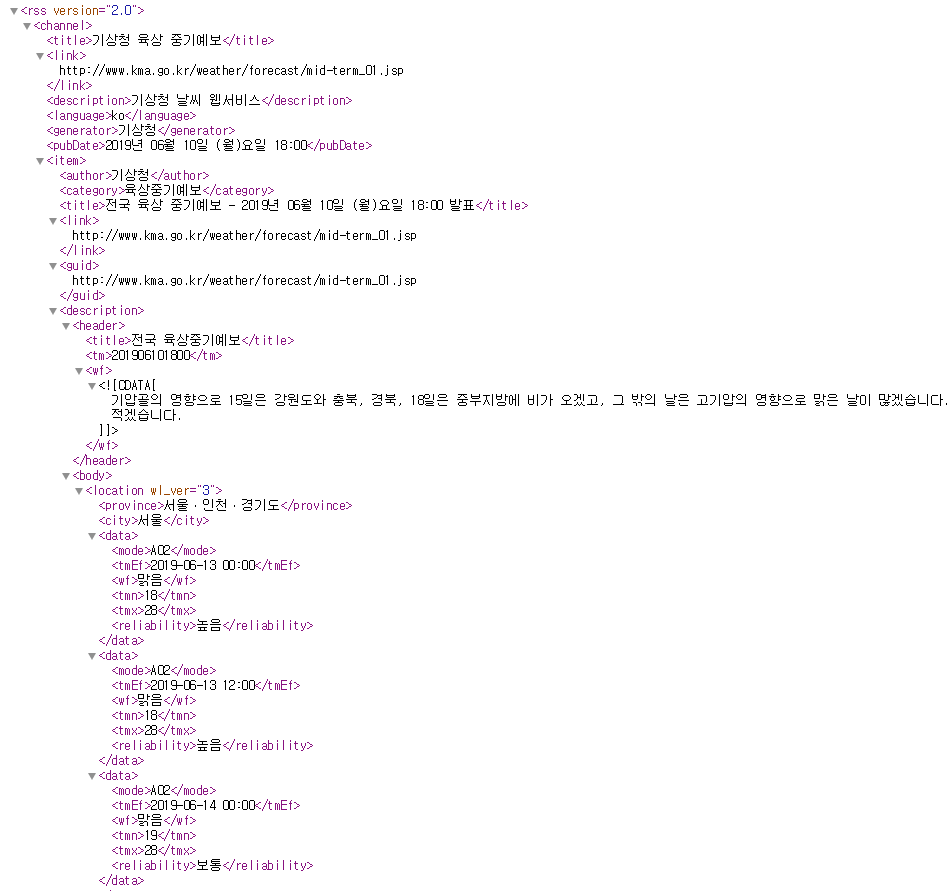 <rss version="2.0">
<channel>
<title>기상청 육상 중기예보</title>
<link>
http://www.kma.go.kr/weather/forecast/mid-term_01.jsp
</link>
<description>기상청 날씨 웹서비스</description>
<language>ko</language>
<generator>기상청</generator>
<pubDate>2019년 06월 10일 (월)요일 18:00</pubDate>
<item>
<author>기상청</author>
<category>육상중기예보</category>
<title>전국 육상 중기예보 - 2019년 06월 10일 (월)요일 18:00 발표</title>
<link>
http://www.kma.go.kr/weather/forecast/mid-term_01.jsp
</link>
<guid>
http://www.kma.go.kr/weather/forecast/mid-term_01.jsp
</guid>
<description>
<header>
<title>전국 육상중기예보</title>
<tm>201906101800</tm>
<wf>
<![CDATA[
기압골의 영향으로 15일은 강원도와 충북, 경북, 18일은 중부지방에 비가 오겠고, 그 밖의 날은 고기압의 영향으로 맑은 날이 많겠습니다.
적겠습니다.
]]>
</wf>
</header>
<body>
<location wl_ver="3">
<province>서울·인천·경기도</province>
<city>서울</city>
<data>
<mode>A02</mode>
<tmEf>2019-06-13 00:00</tmEf>
<wf>맑음</wf>
<tmn>18</tmn>
<tmx>28</tmx>
<reliability>높음</reliability>
</data>
<data>
<mode>A02</mode>
<tmEf>2019-06-13 12:00</tmEf>
<wf>맑음</wf>
<tmn>18</tmn>
<tmx>28</tmx>
<reliability>높음</reliability>
</data>
<data>
<mode>A02</mode>
<tmEf>2019-06-14 00:00</tmEf>
<wf>맑음</wf>
<tmn>19</tmn>
<tmx>28</tmx>
<reliability>보통</reliability>
</data>